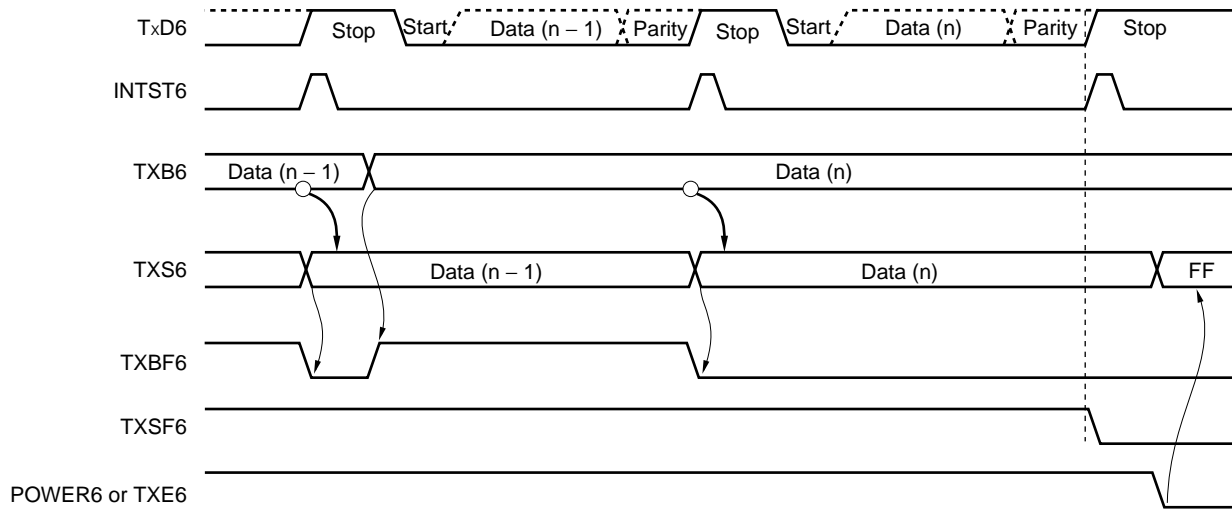 TxD6 Stop Start Data (n − 1) Parity Stop Start Data (n) Parity Stop
INTST6
TXB6 Data (n − 1) Data (n)
TXS6 Data (n − 1) Data (n) FF
TXBF6
TXSF6
POWER6 or TXE6